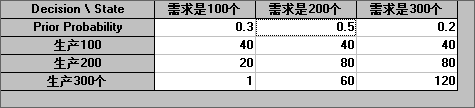 Decision \ State 需求是100个 需求是200个 需求是300个
Prior Probability 0.3 0.5 0.2
生产100 40 40 40
生产200 20 80 80
生产300个 1 60 120